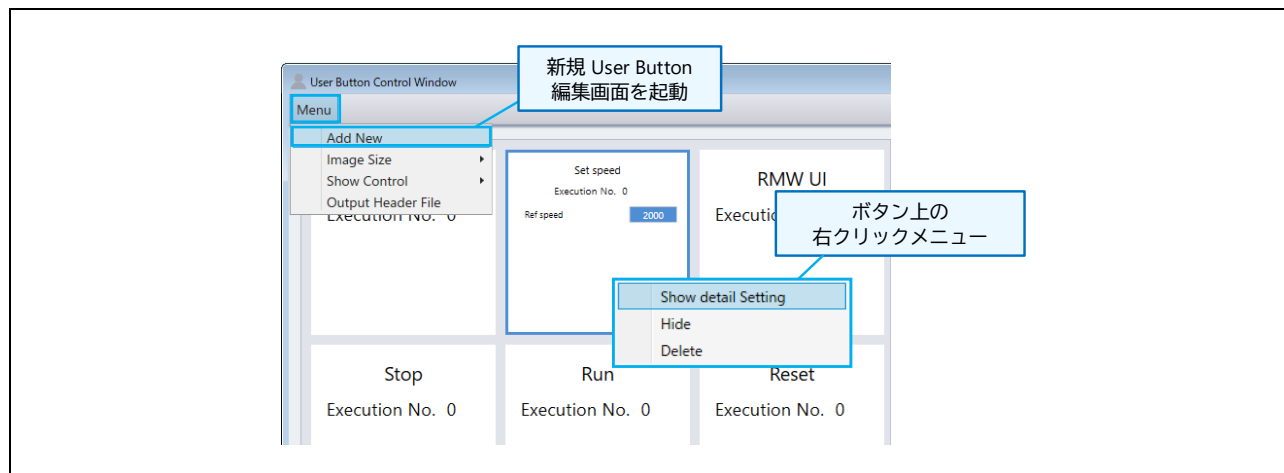 新規 User Button
編集画面を起動
User Button Control Window
Menu
Add New
Image Size
Show Control
Output Header File
Execution No. 0
Set speed
Execution No. 0
Ref speed 2000
RMW UI
ボタン上の
右クリックメニュー
Show detail Setting
Hide
Delete
Stop
Execution No. 0
Run
Execution No. 0
Reset
Execution No. 0